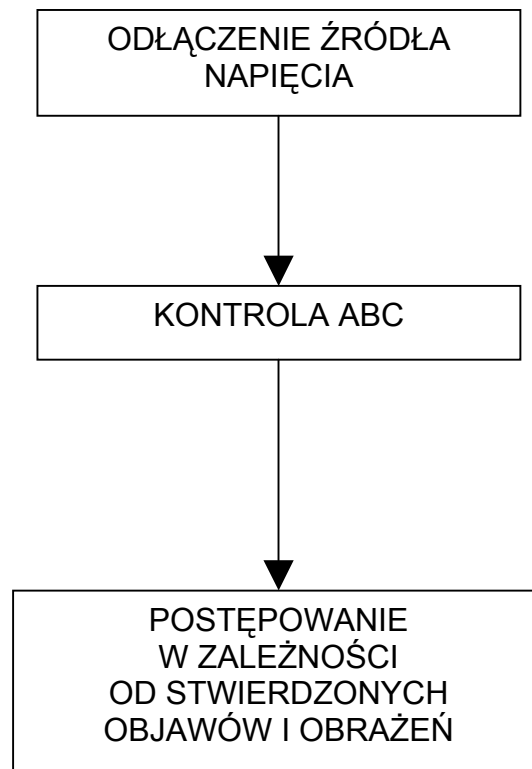 ODŁĄCZENIE ŹRÓDŁA
NAPIĘCIA
KONTROLA ABC
POSTĘPOWANIE
W ZALEŻNOŚCI
OD STWIERDZONYCH
OBJAWÓW I OBRAŻEŃ